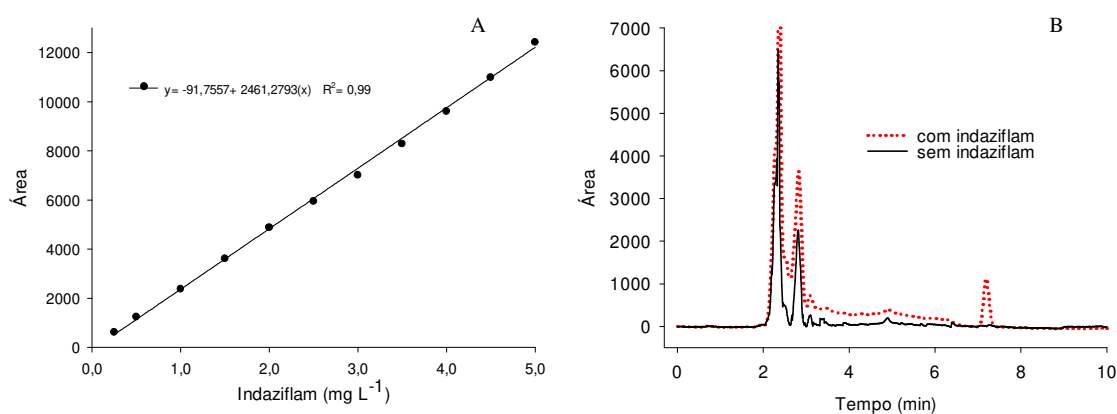 A
12000
10000
8000
6000
4000
2000
0
Área
y= -91,7557+ 2461,2793(x) R²= 0,99
0,0 1,0 2,0 3,0 4,0 5,0
Indaziflam (mg L⁻¹)
B
7000
6000
5000
4000
3000
2000
1000
0
Área
com indaziflam
sem indaziflam
0 2 4 6 8 10
Tempo (min)